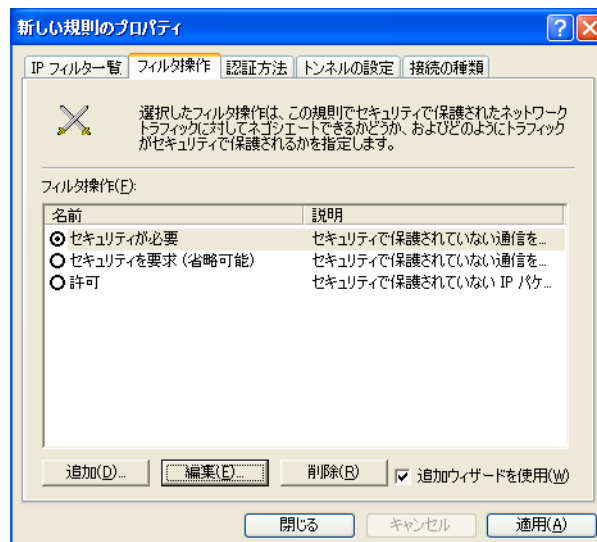 新しい規則のプロパティ
IP フィルタ一覧 フィルタ操作 認証方法 トンネルの設定 接続の種類
選択したフィルタ操作は、この規則でセキュリティで保護されたネットワーク
トラフィックに対してネゴシエートできるかどうか、およびどのようにトラフィック
がセキュリティで保護されるかを指定します。
フィルタ操作(F):
名前 説明
セキュリティが必要 セキュリティで保護されていない通信を...
セキュリティを要求 (省略可能) セキュリティで保護されていない通信を...
許可 セキュリティで保護されていない IP パケ...
追加(D)... 編集(E)... 削除(R) 追加ウィザードを使用(W)
閉じる キャンセル 適用(A)